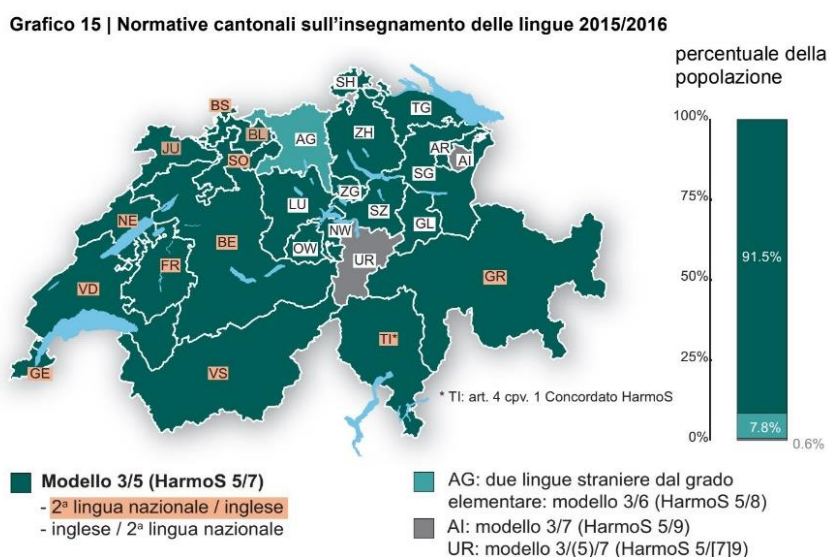 Grafico 15 | Normative cantonali sull'insegnamento delle lingue 2015/2016
percentuale della
popolazione
100%
75%
50%
25%
0%
91.5%
7.8%
0.6%
SH
BS
TG
BL
AG
ZH
JU
AR
AI
SO
SG
ZG
LU
SZ
NE
NW
GL
BE
OW
FR
UR
GR
VD
TI*
GE
VS
* TI: art. 4 cpv. 1 Concordato HarmoS
Modello 3/5 (HarmoS 5/7)
- 2ª lingua nazionale / inglese
- inglese / 2ª lingua nazionale
AG: due lingue straniere dal grado
elementare: modello 3/6 (HarmoS 5/8)
AI: modello 3/7 (HarmoS 5/9)
UR: modello 3/(5)/7 (HarmoS 5/[7]9)